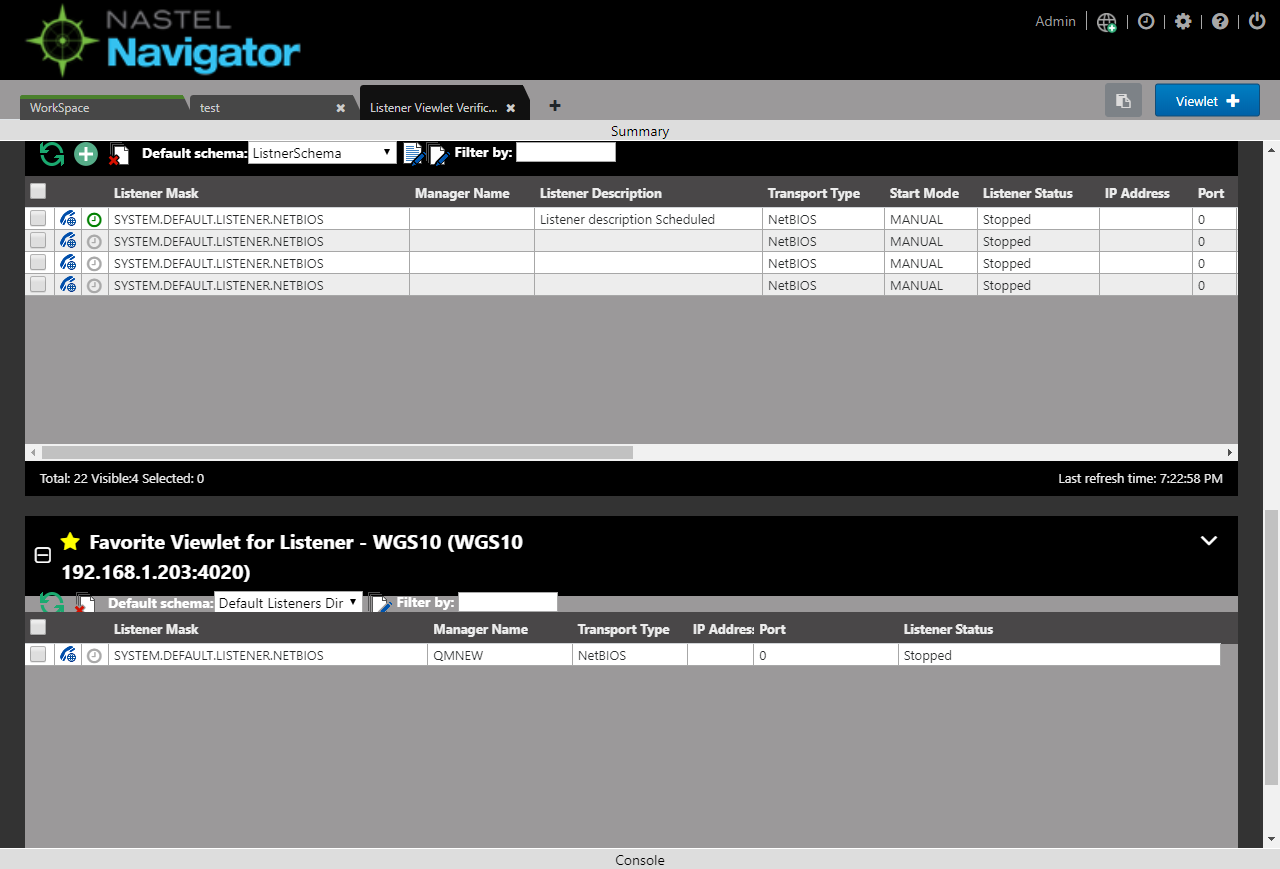 NASTEL
Navigator
Admin
WorkSpace
test
Listener Viewlet Verific...
Viewlet
Summary
Default schema: ListnerSchema Filter by:
Listener Mask Manager Name Listener Description Transport Type Start Mode Listener Status IP Address Port
SYSTEM.DEFAULT.LISTENER.NETBIOS Listener description Scheduled NetBIOS MANUAL Stopped 0
SYSTEM.DEFAULT.LISTENER.NETBIOS NetBIOS MANUAL Stopped 0
SYSTEM.DEFAULT.LISTENER.NETBIOS NetBIOS MANUAL Stopped 0
SYSTEM.DEFAULT.LISTENER.NETBIOS NetBIOS MANUAL Stopped 0
Total: 22 Visible:4 Selected: 0 Last refresh time: 7:22:58 PM
Favorite Viewlet for Listener - WGS10 (WGS10
192.168.1.203:4020)
Default schema: Default Listeners Dir Filter by:
Listener Mask Manager Name Transport Type IP Address Port Listener Status
SYSTEM.DEFAULT.LISTENER.NETBIOS QMNEW NetBIOS 0 Stopped
Console